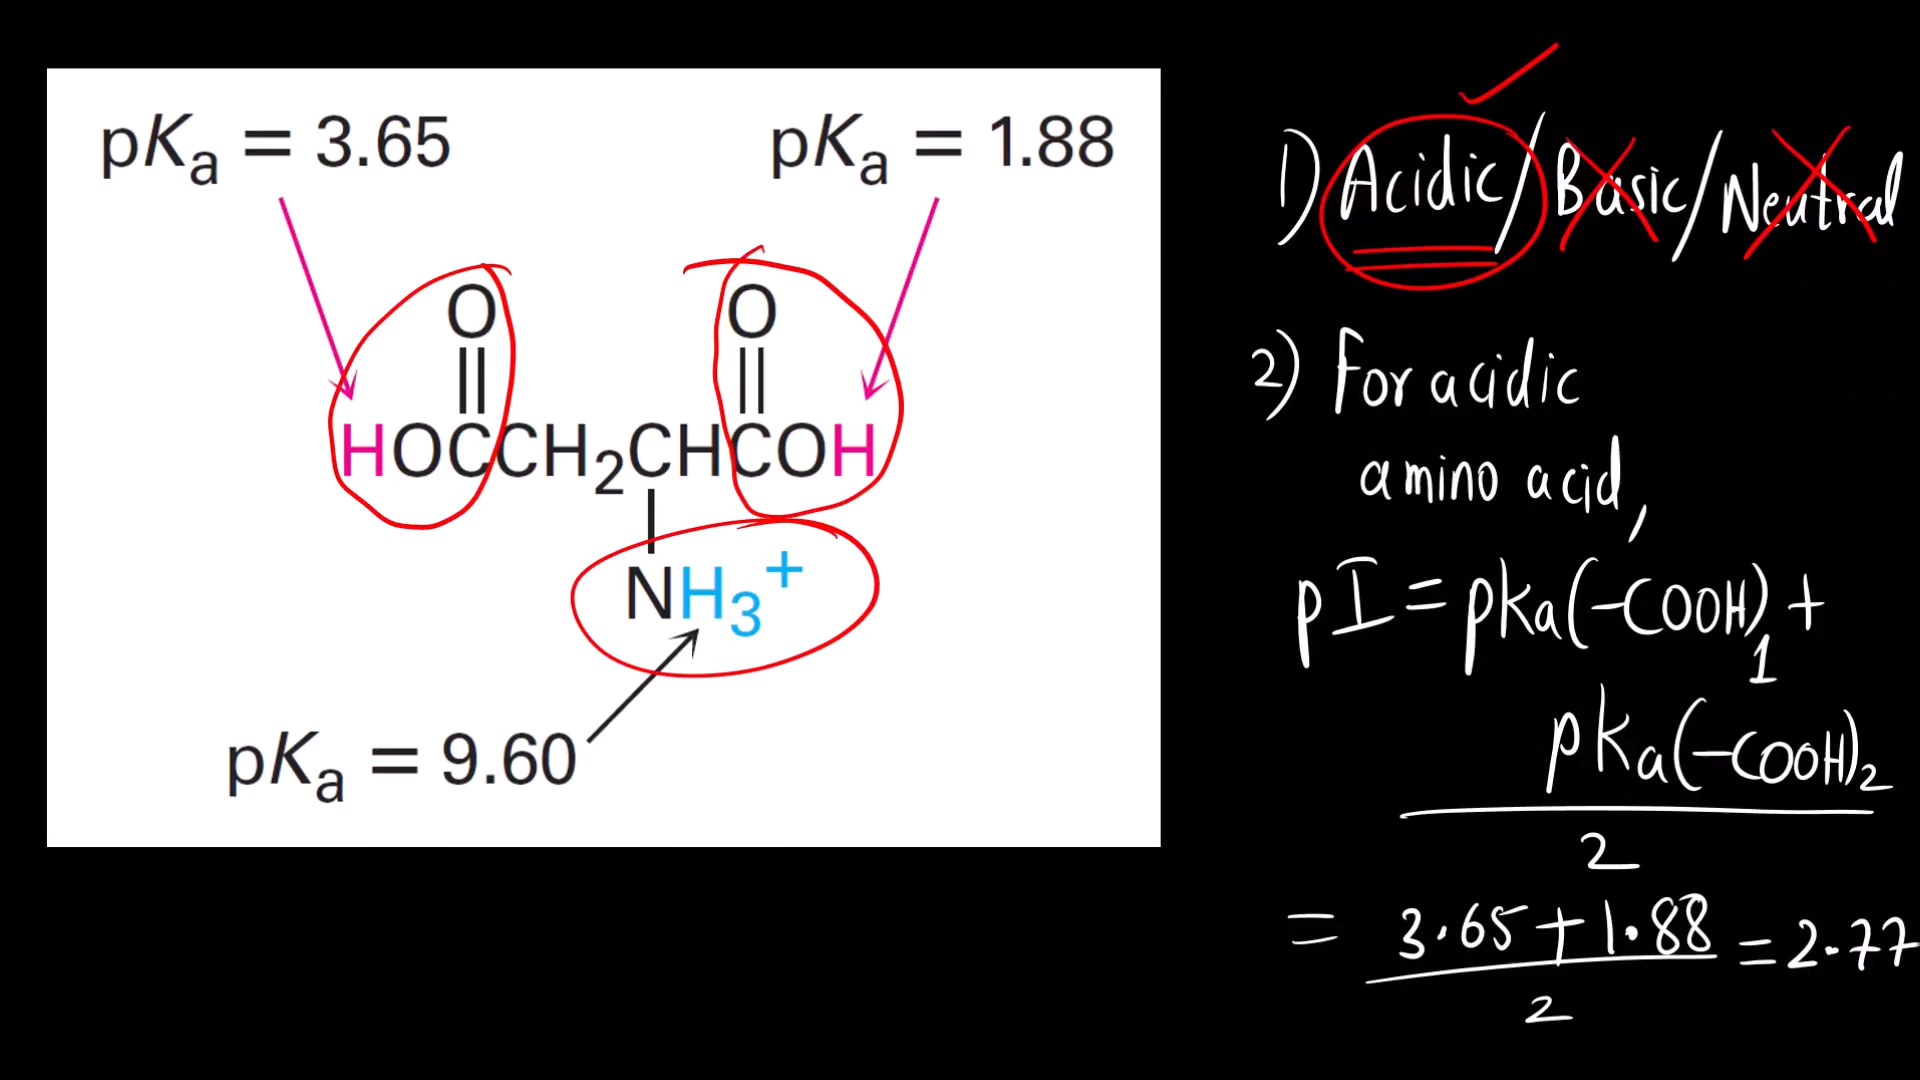 pKa = 3.65
pKa = 1.88
O
O
HOCCH2CHCOH
NH3+
pKa = 9.60
1) Acidic/Basic/Neutral
2) For acidic
amino acid,
pI = pka(-COOH)1 +
pka(-COOH)2
2
= 3.65 + 1.88 = 2.77
2